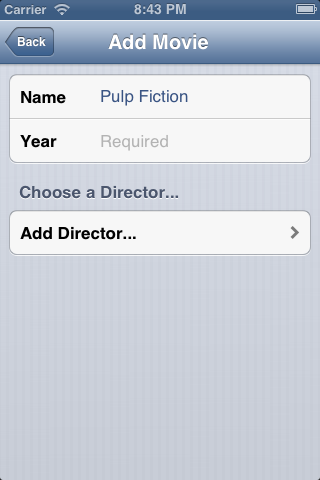 Carrier 8:43 PM
Back Add Movie
Name Pulp Fiction
Year Required
Choose a Director...
Add Director...